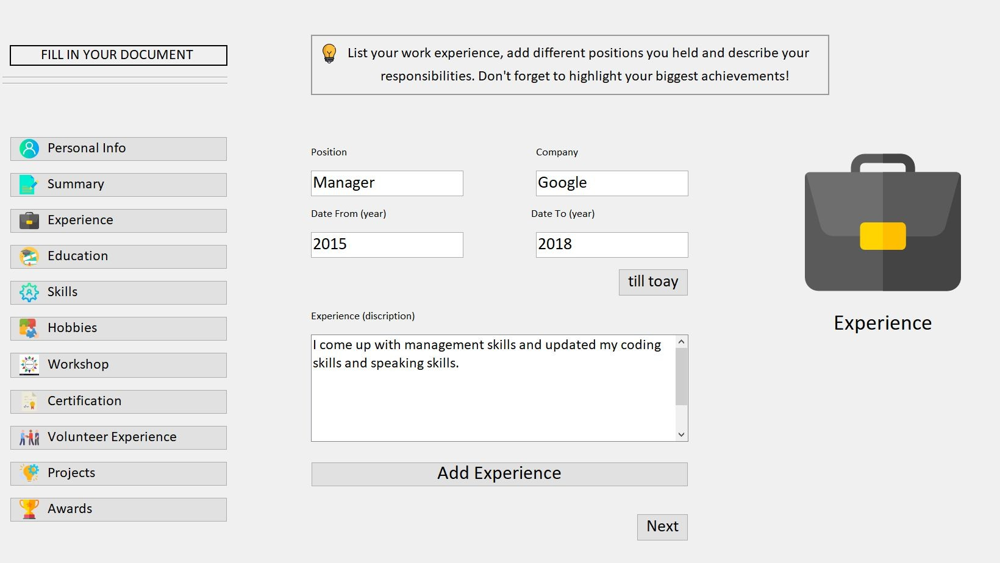 FILL IN YOUR DOCUMENT
List your work experience, add different positions you held and describe your
responsibilities. Don't forget to highlight your biggest achievements!
Personal Info
Summary
Experience
Education
Skills
Hobbies
Workshop
Certification
Volunteer Experience
Projects
Awards
Position
Company
Manager
Google
Date From (year)
Date To (year)
2015
2018
till toay
Experience (discription)
I come up with management skills and updated my coding
skills and speaking skills.
Add Experience
Next
Experience